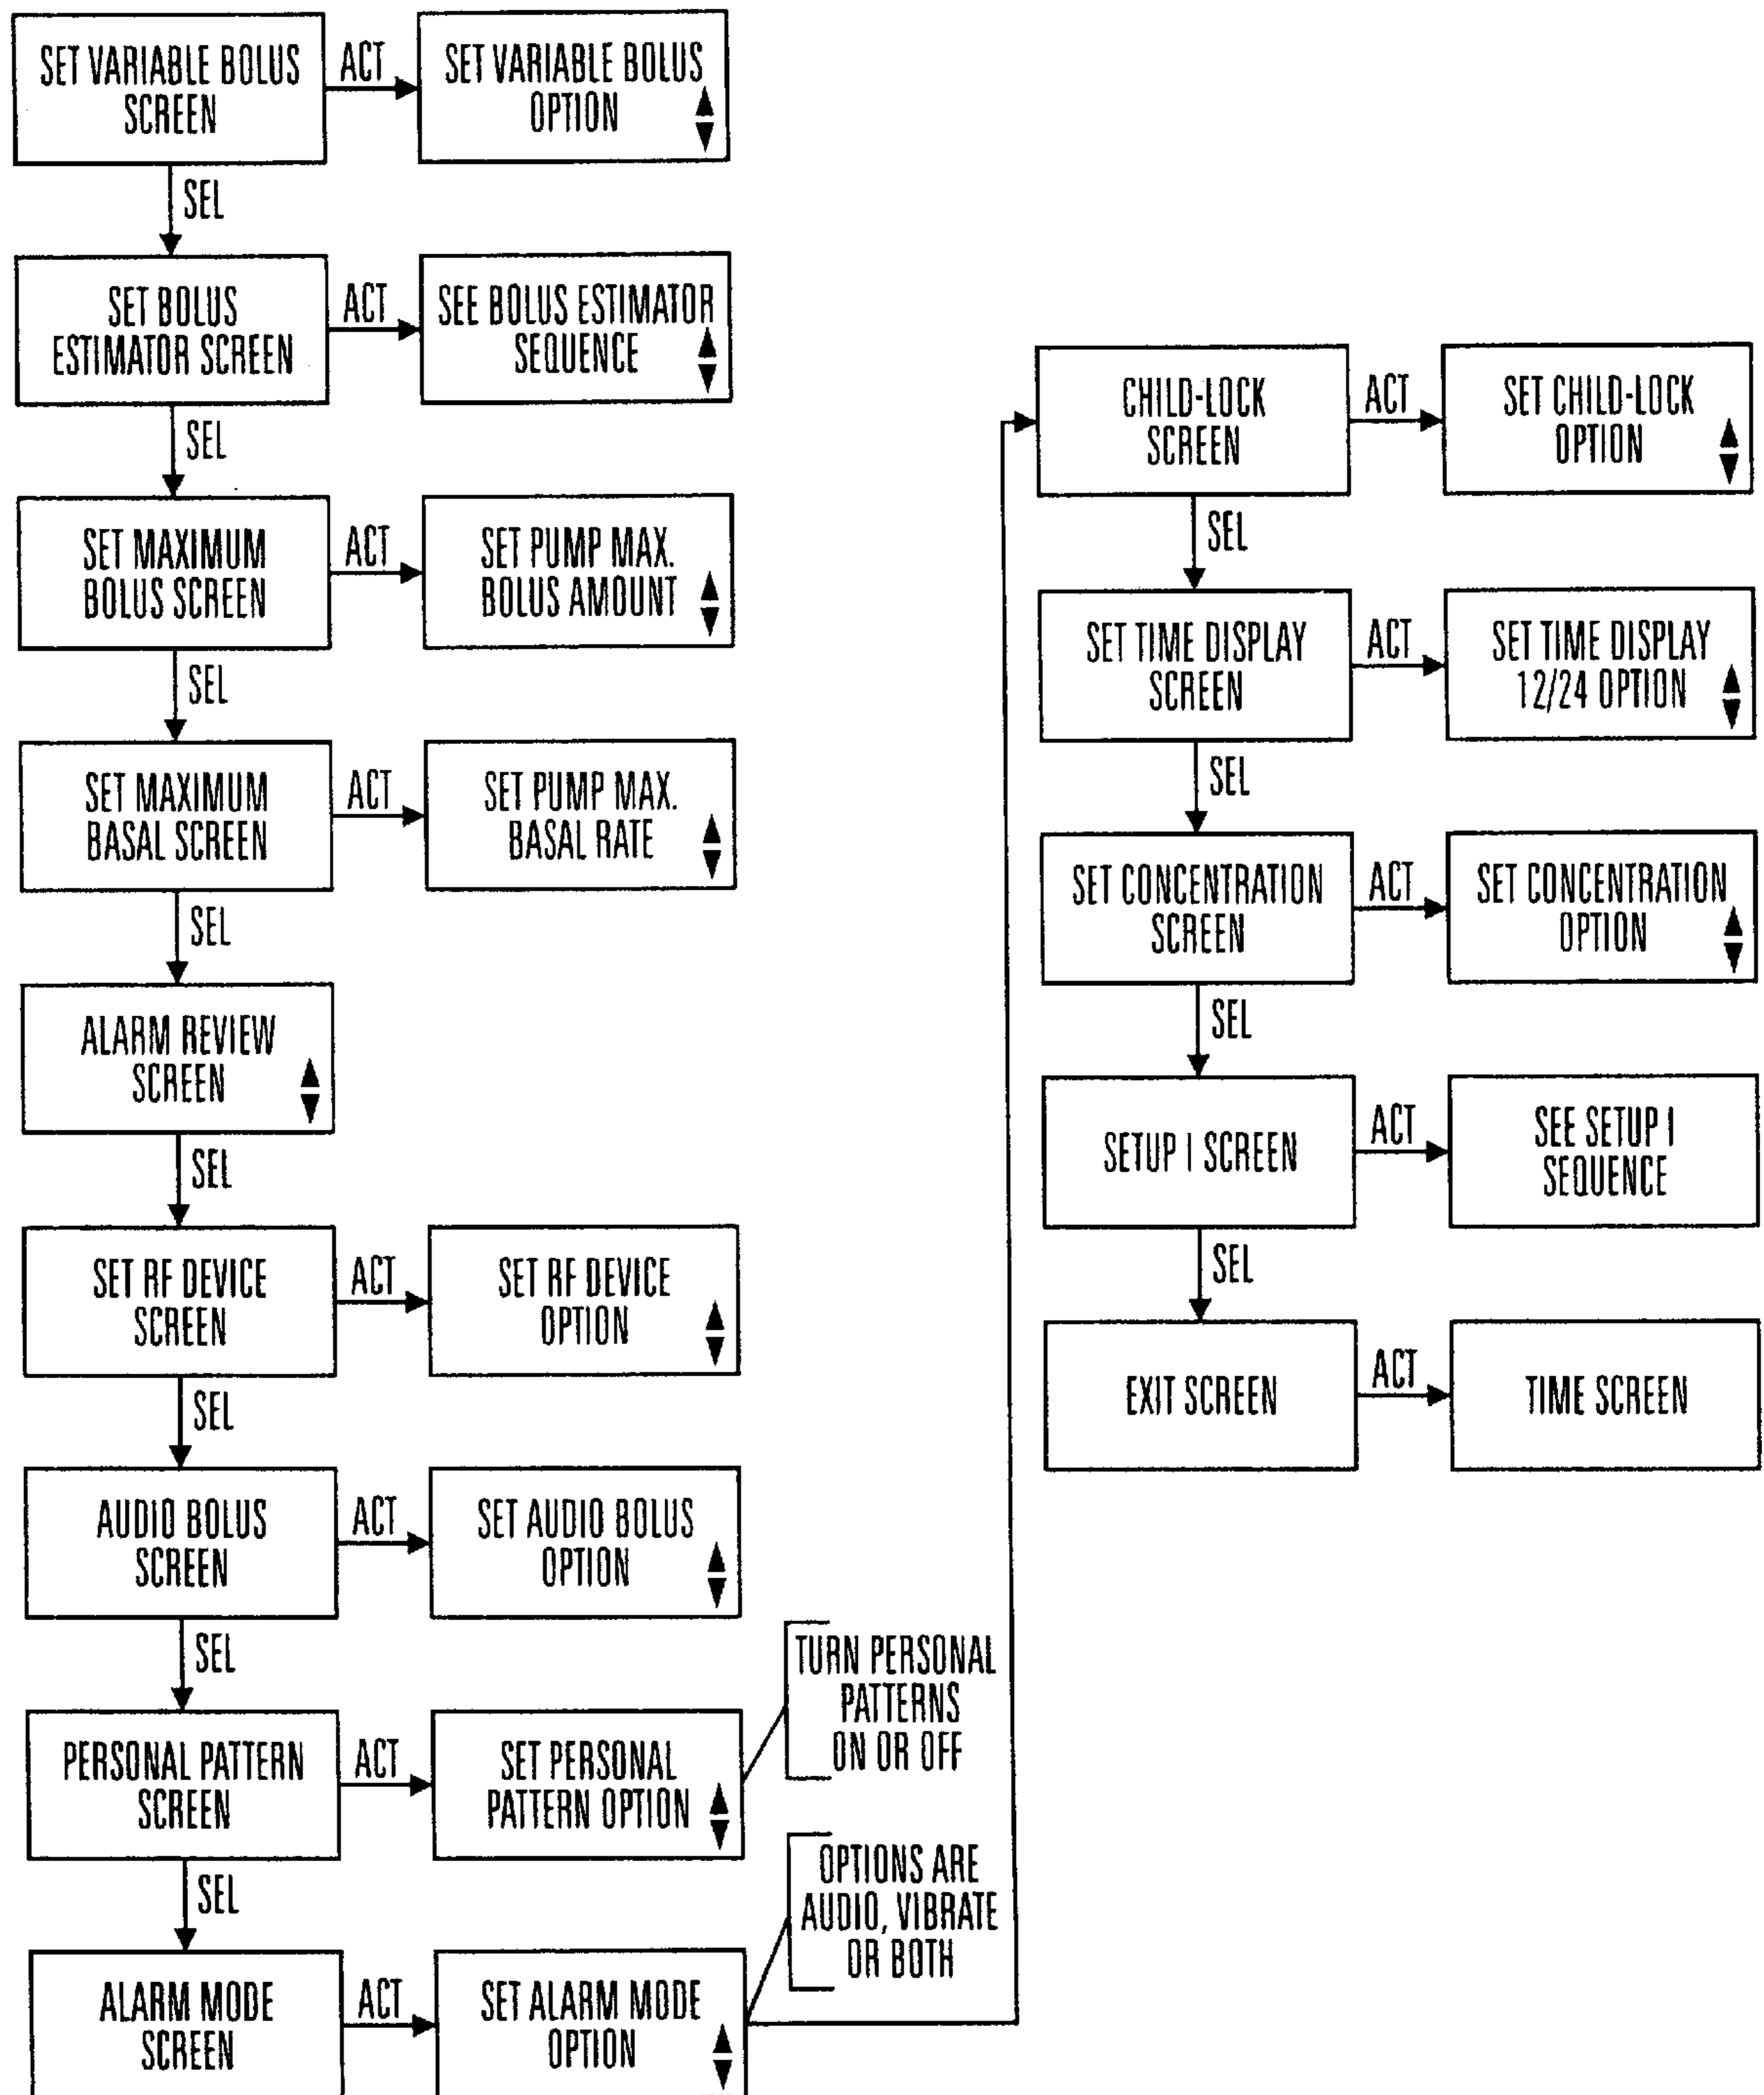 SET VARIABLE BOLUS
SCREEN
ACT
SET VARIABLE BOLUS
OPTION
SEL
SET BOLUS
ESTIMATOR SCREEN
ACT
SEE BOLUS ESTIMATOR
SEQUENCE
SEL
SET MAXIMUM
BOLUS SCREEN
ACT
SET PUMP MAX.
BOLUS AMOUNT
SEL
SET MAXIMUM
BASAL SCREEN
ACT
SET PUMP MAX.
BASAL RATE
SEL
ALARM REVIEW
SCREEN
SEL
SET RF DEVICE
SCREEN
ACT
SET RF DEVICE
OPTION
SEL
AUDIO BOLUS
SCREEN
ACT
SET AUDIO BOLUS
OPTION
SEL
PERSONAL PATTERN
SCREEN
ACT
SET PERSONAL
PATTERN OPTION
TURN PERSONAL
PATTERNS
ON OR OFF
SEL
ALARM MODE
SCREEN
ACT
SET ALARM MODE
OPTION
OPTIONS ARE
AUDIO, VIBRATE
OR BOTH
CHILD-LOCK
SCREEN
ACT
SET CHILD-LOCK
OPTION
SEL
SET TIME DISPLAY
SCREEN
ACT
SET TIME DISPLAY
12/24 OPTION
SEL
SET CONCENTRATION
SCREEN
ACT
SET CONCENTRATION
OPTION
SEL
SETUP I SCREEN
ACT
SEE SETUP I
SEQUENCE
SEL
EXIT SCREEN
ACT
TIME SCREEN